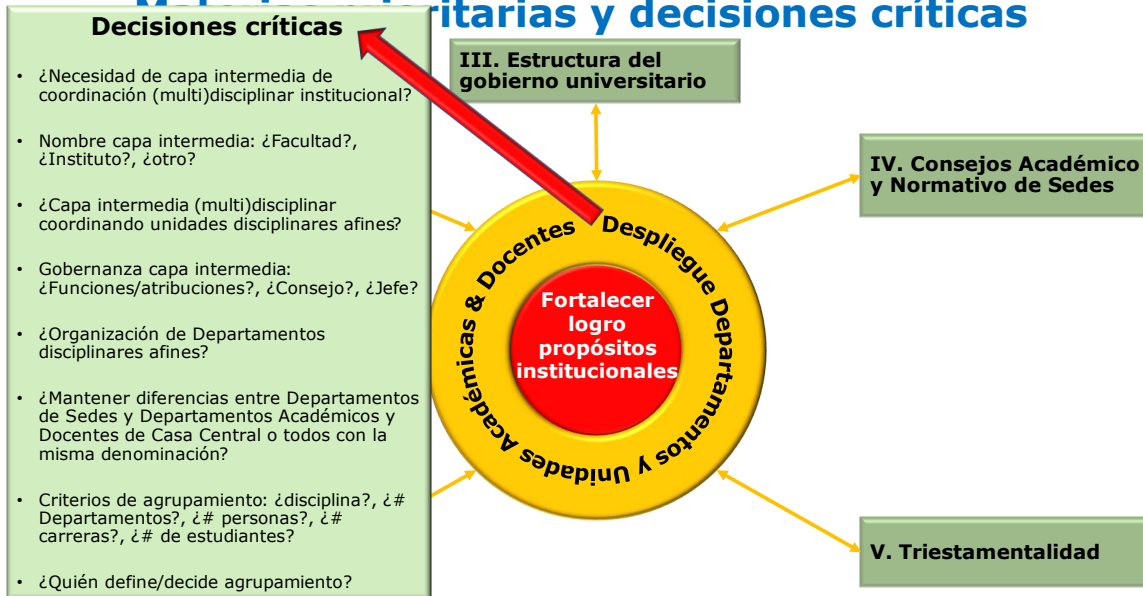 ritarias y decisiones críticas
Decisiones críticas
• ¿Necesidad de capa intermedia de
coordinación (multi)disciplinar institucional?
• Nombre capa intermedia: ¿Facultad?,
¿Instituto?, ¿otro?
• ¿Capa intermedia (multi)disciplinar
coordinando unidades disciplinares afines?
• Gobernanza capa intermedia:
¿Funciones/atribuciones?, ¿Consejo?, ¿Jefe?
• ¿Organización de Departamentos
disciplinares afines?
• ¿Mantener diferencias entre Departamentos
de Sedes y Departamentos Académicos y
Docentes de Casa Central o todos con la
misma denominación?
• Criterios de agrupamiento: ¿disciplina?, ¿#
Departamentos?, ¿# personas?, ¿#
carreras?, ¿# de estudiantes?
• ¿Quién define/decide agrupamiento?
III. Estructura del
gobierno universitario
IV. Consejos Académico
y Normativo de Sedes
Despliegue Departamentos y Unidades Académicas & Docentes
Fortalecer
logro
propósitos
institucionales
V. Triestamentalidad